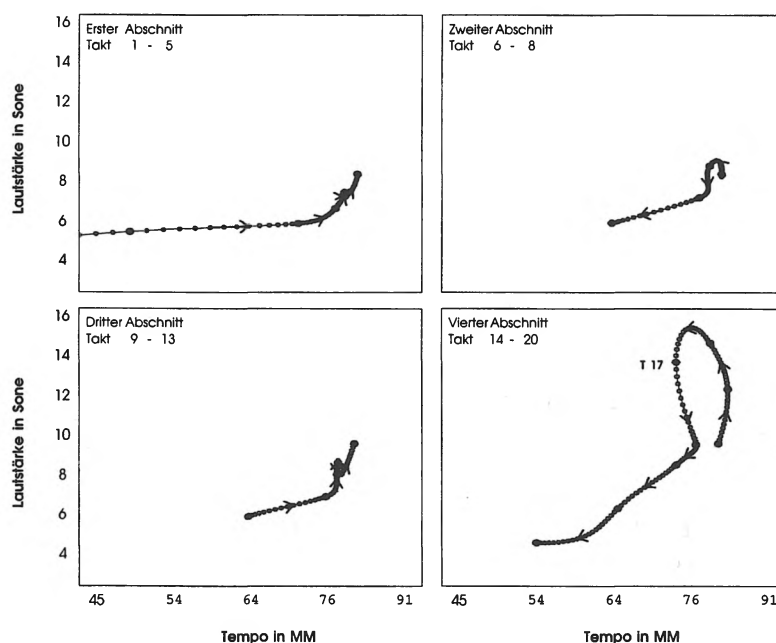 Erster Abschnitt
Takt 1 - 5
Zweiter Abschnitt
Takt 6 - 8
Lautstärke in Sone
16
14
12
10
8
6
4
Dritter Abschnitt
Takt 9 - 13
Vierter Abschnitt
Takt 14 - 20
T 17
Lautstärke in Sone
16
14
12
10
8
6
4
45 54 76 91
45 54 76 91
Tempo in MM
Tempo in MM